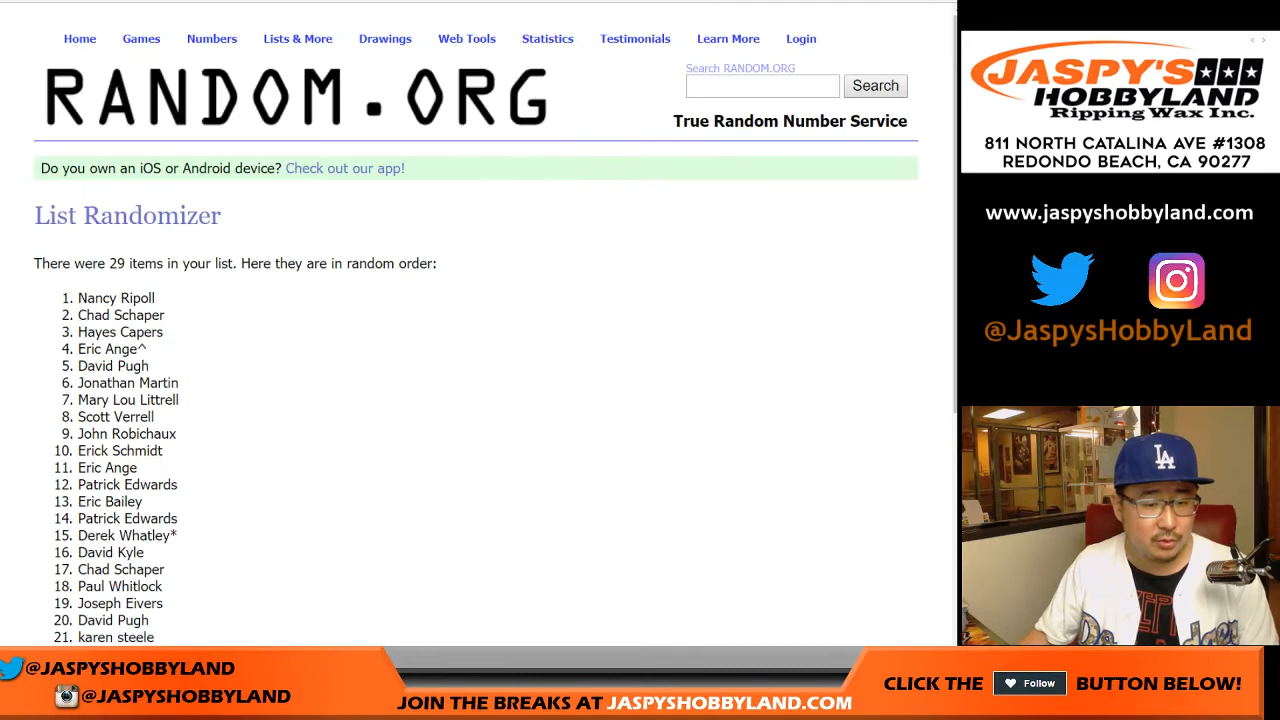 Home Games Numbers Lists & More Drawings Web Tools Statistics Testimonials Learn More Login
RANDOM.ORG
Search RANDOM.ORG
Search
True Random Number Service
Do you own an iOS or Android device? Check out our app!
List Randomizer
There were 29 items in your list. Here they are in random order:
1. Nancy Ripoll
2. Chad Schaper
3. Hayes Capers
4. Eric Ange^
5. David Pugh
6. Jonathan Martin
7. Mary Lou Littrell
8. Scott Verrell
9. John Robichaux
10. Erick Schmidt
11. Eric Ange
12. Patrick Edwards
13. Eric Bailey
14. Patrick Edwards
15. Derek Whatley*
16. David Kyle
17. Chad Schaper
18. Paul Whitlock
19. Joseph Eivers
20. David Pugh
21. karen steele
JASPY'S
HOBBYLAND
Ripping Wax Inc.
811 NORTH CATALINA AVE #1308
REDONDO BEACH, CA 90277
www.jaspyshobbyland.com
@JaspysHobbyLand
LA
@JASPYSHOBBYLAND
@JASPYSHOBBYLAND
JOIN THE BREAKS AT JASPYSHOBBYLAND.COM
CLICK THE Follow BUTTON BELOW!